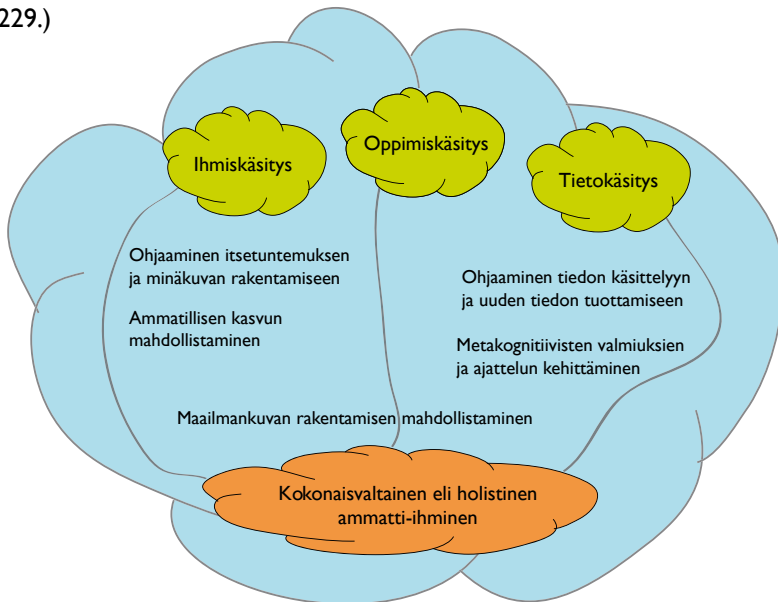 229.)
Ihmiskäsitys
Oppimiskäsitys
Tietokäsitys
Ohjaaminen itsetuntemuksen
ja minäkuvan rakentamiseen
Ammatillisen kasvun
mahdollistaminen
Ohjaaminen tiedon käsittelyyn
ja uuden tiedon tuottamiseen
Metakognitiivisten valmiuksien
ja ajattelun kehittäminen
Maailmankuvan rakentamisen mahdollistaminen
Kokonaisvaltainen eli holistinen
ammatti-ihminen